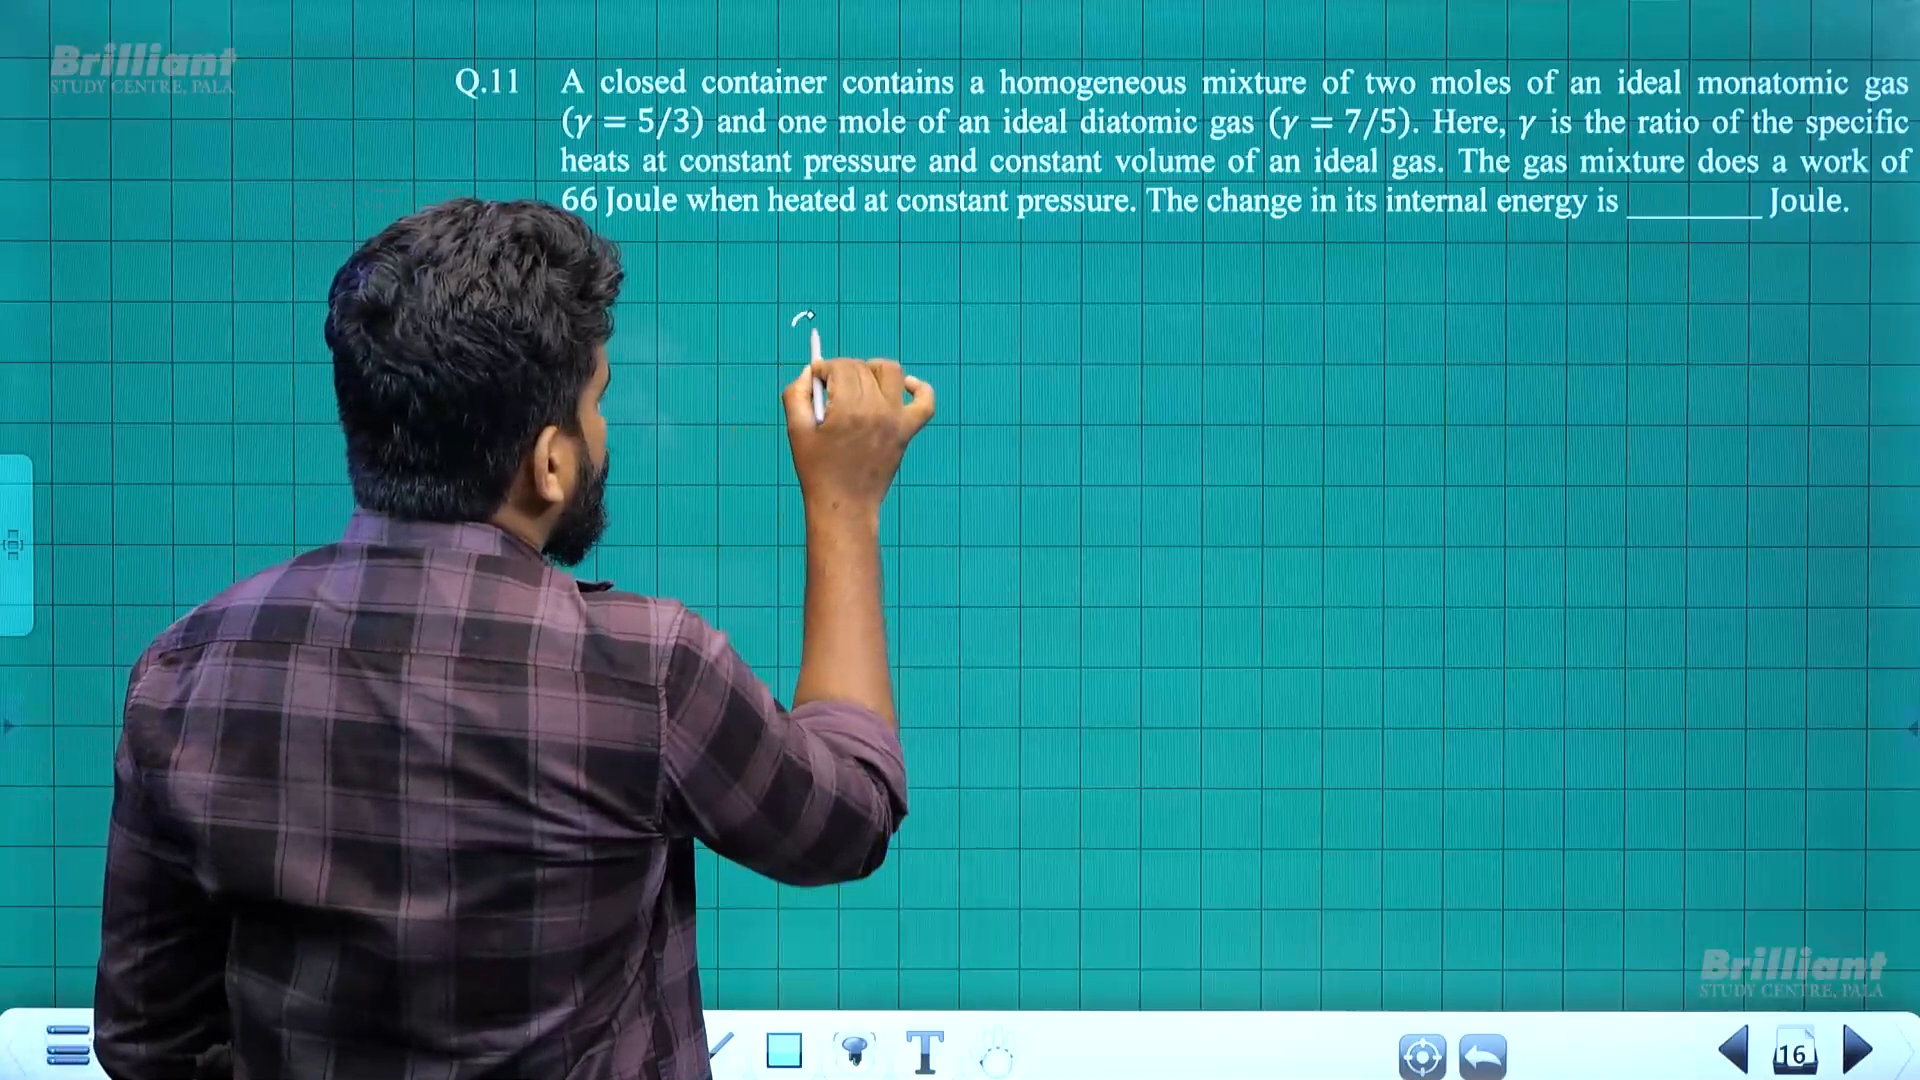 Brilliant
STUDY CENTRE, PALA
Q.11 A closed container contains a homogeneous mixture of two moles of an ideal monatomic gas
(γ = 5/3) and one mole of an ideal diatomic gas (γ = 7/5). Here, γ is the ratio of the specific
heats at constant pressure and constant volume of an ideal gas. The gas mixture does a work of
66 Joule when heated at constant pressure. The change in its internal energy is ________ Joule.
Brilliant
STUDY CENTRE, PALA
T
16